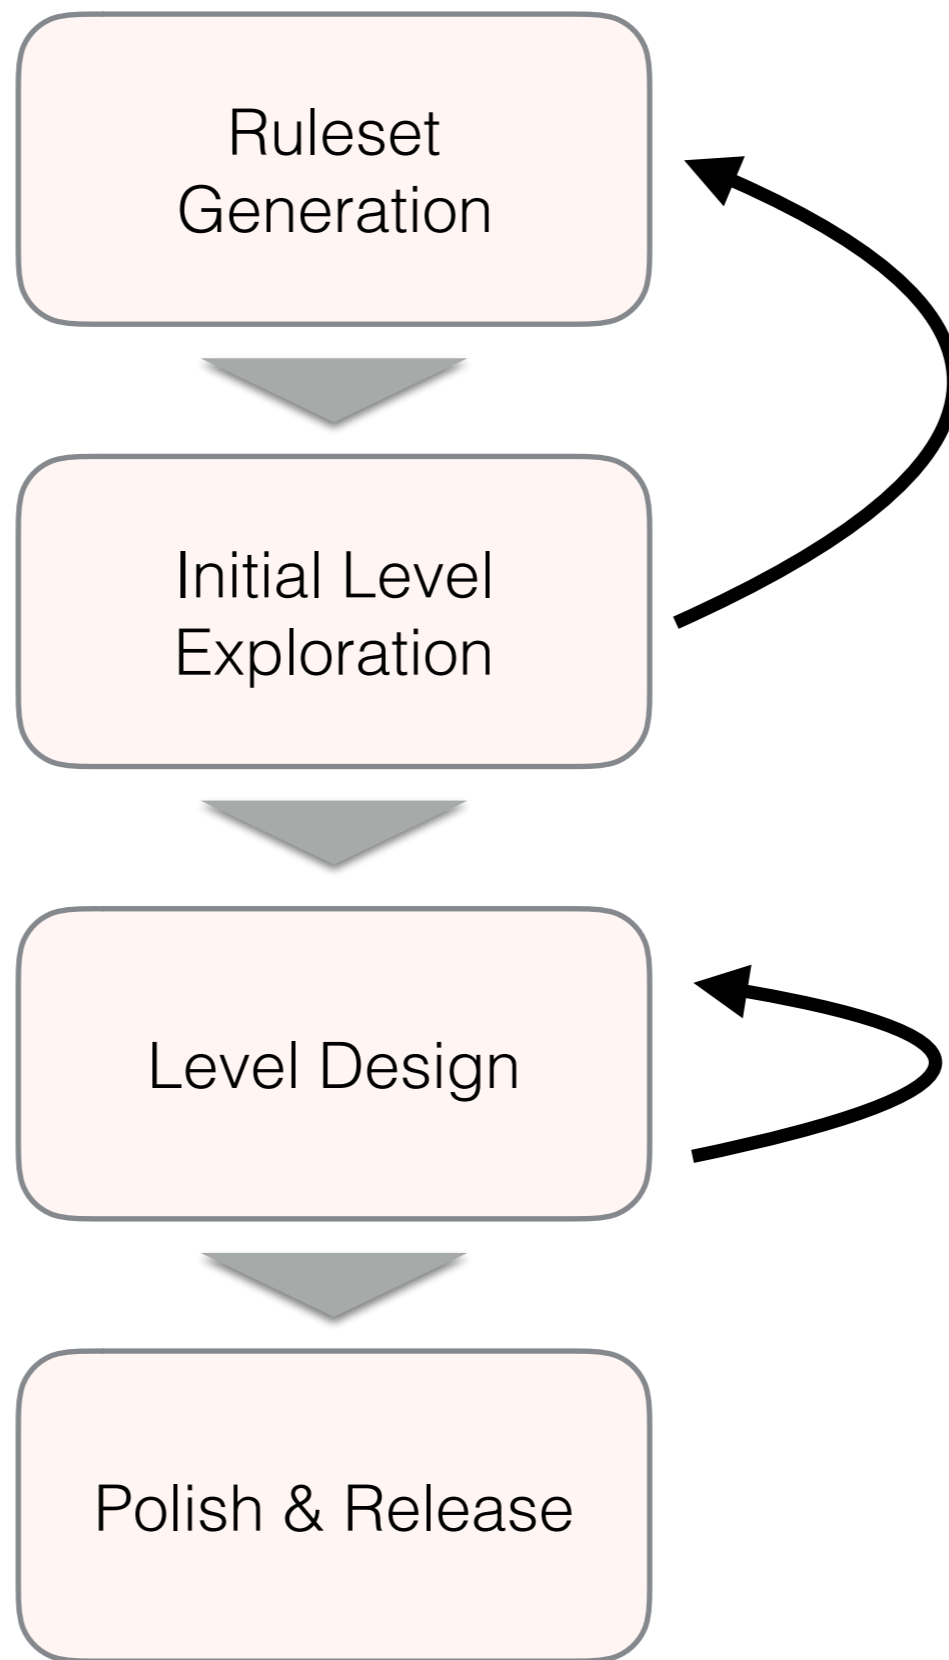 Ruleset
Generation
Initial Level
Exploration
Level Design
Polish & Release